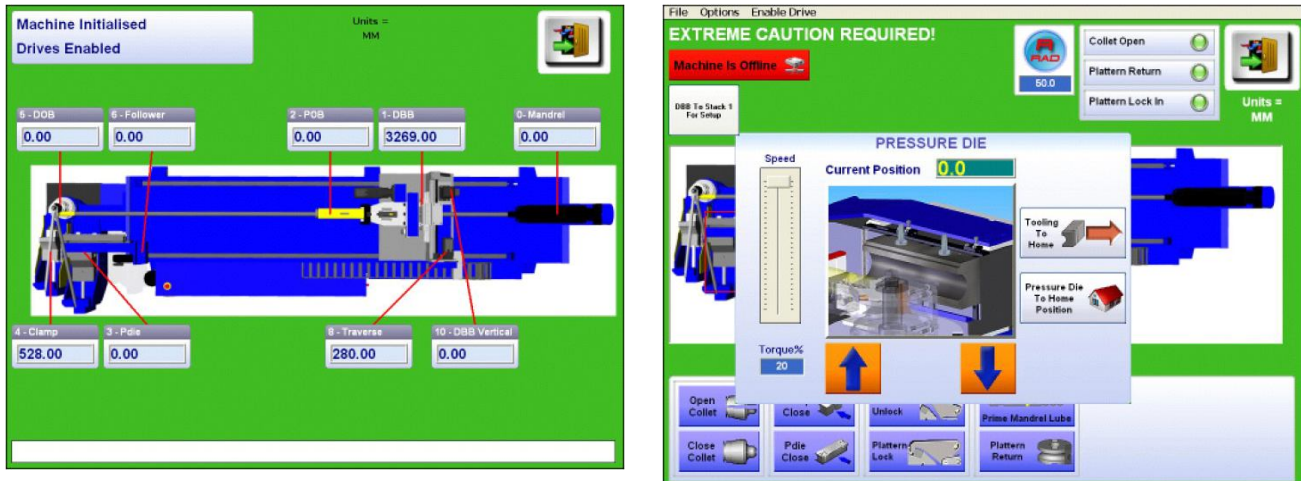 Machine Initialised
Drives Enabled
Units =
MM
5 - DOB
6 - Follower
2 - POB
1- DBB
0- Mandrel
0.00
0.00
0.00
3269.00
0.00
4 - Clamp
3 - Pdie
8 - Traverse
10 - DBB Vertical
528.00
0.00
280.00
0.00
File Options Enable Drive
EXTREME CAUTION REQUIRED!
Machine Is Offline
RAD
50.0
Collet Open
Plattern Return
Plattern Lock In
Units =
MM
DBB To Stack 1
For Setup
PRESSURE DIE
Speed
Current Position 0.0
Tooling
To
Home
Pressure Die
To Home
Position
Torque%
20
Open
Collet
Close
Unlock
Prime Mandrel Lube
Close
Collet
Pdie
Close
Plattern
Lock
Plattern
Return